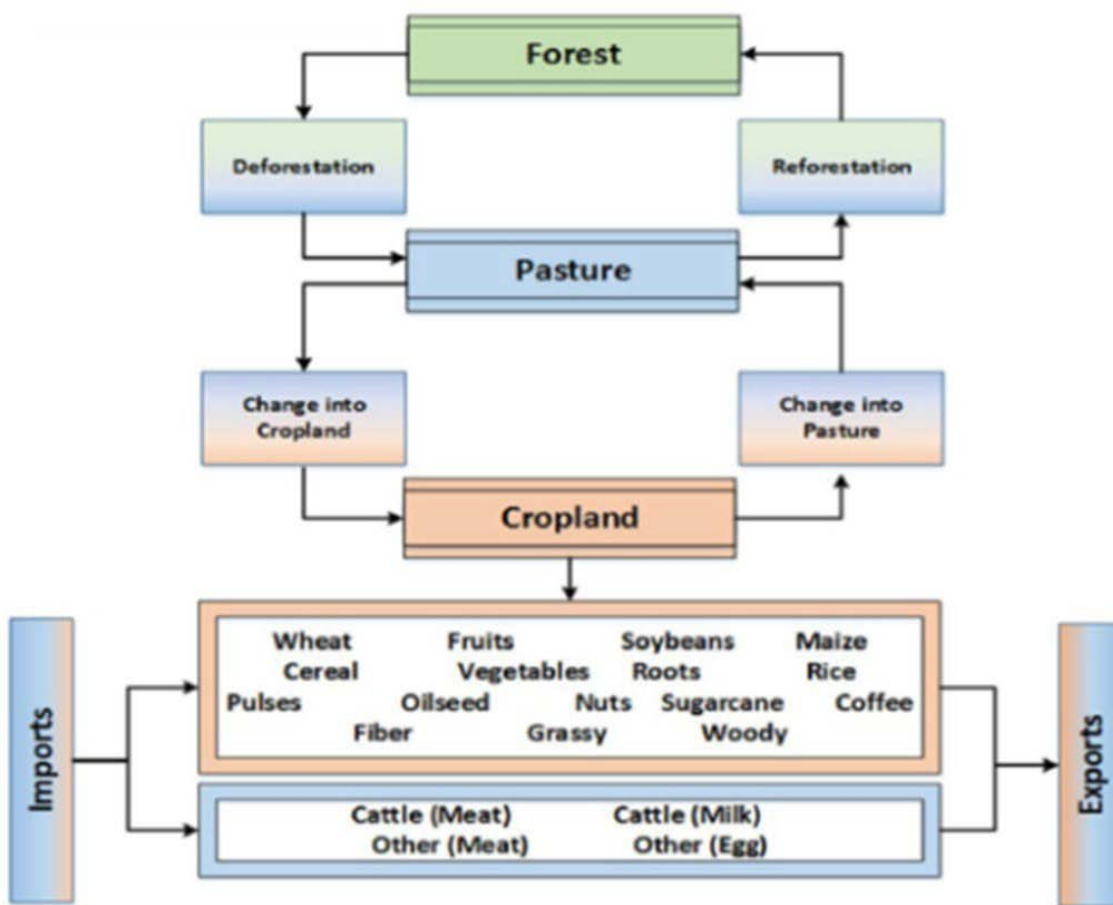 Forest
Deforestation
Reforestation
Pasture
Change into
Cropland
Change into
Pasture
Cropland
Wheat Fruits Soybeans Maize
Cereal Vegetables Roots Rice
Pulses Oilseed Nuts Sugarcane Coffee
Fiber Grassy Woody
Imports
Exports
Cattle (Meat) Cattle (Milk)
Other (Meat) Other (Egg)